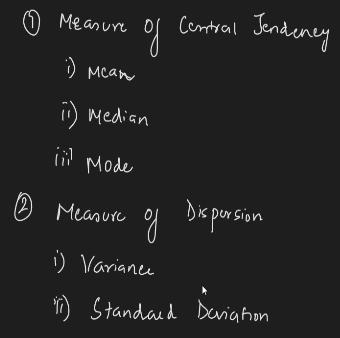 ① Measure of Central Tendency
i) Mean
ii) Median
iii) Mode
② Measure of Dispersion
i) Variance
ii) Standard Deviation